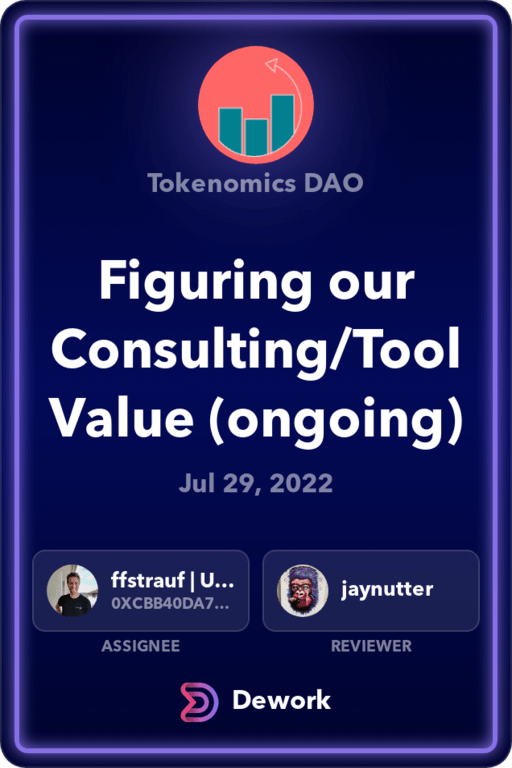 Tokenomics DAO
Figuring our
Consulting/Tool
Value (ongoing)
Jul 29, 2022
ffstrauf | U...
0XCBB40DA7...
jaynutter
ASSIGNEE
REVIEWER
Dework